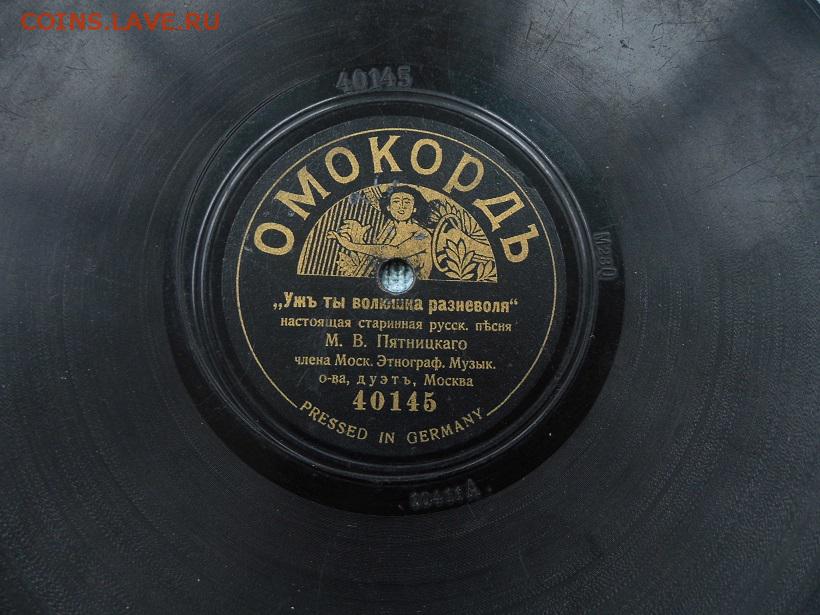 COINS.LAVE.RU
40145
ОМОКОРДЪ
„Ужъ ты волюшка разневоля“
настоящая старинная русск. пѣсня
М. В. Пятницкаго
члена Моск. Этнограф. Музык.
о-ва, дуэтъ, Москва
40145
PRESSED IN GERMANY